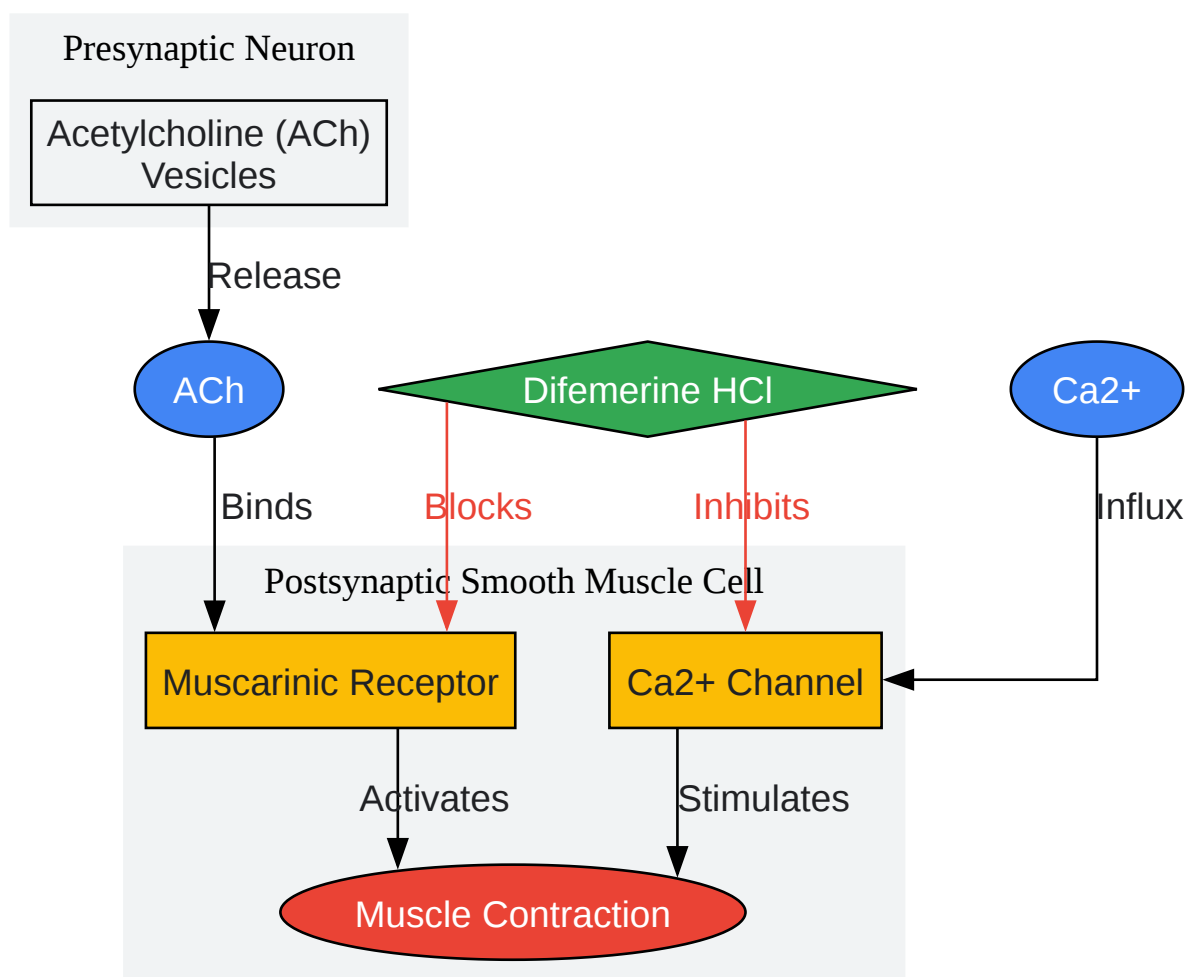 Presynaptic Neuron
Acetylcholine (ACh)
Vesicles
Release
ACh
Difemerine HCl
Ca2+
Binds
Blocks
Inhibits
Influx
Postsynaptic Smooth Muscle Cell
Muscarinic Receptor
Ca2+ Channel
Activates
Stimulates
Muscle Contraction